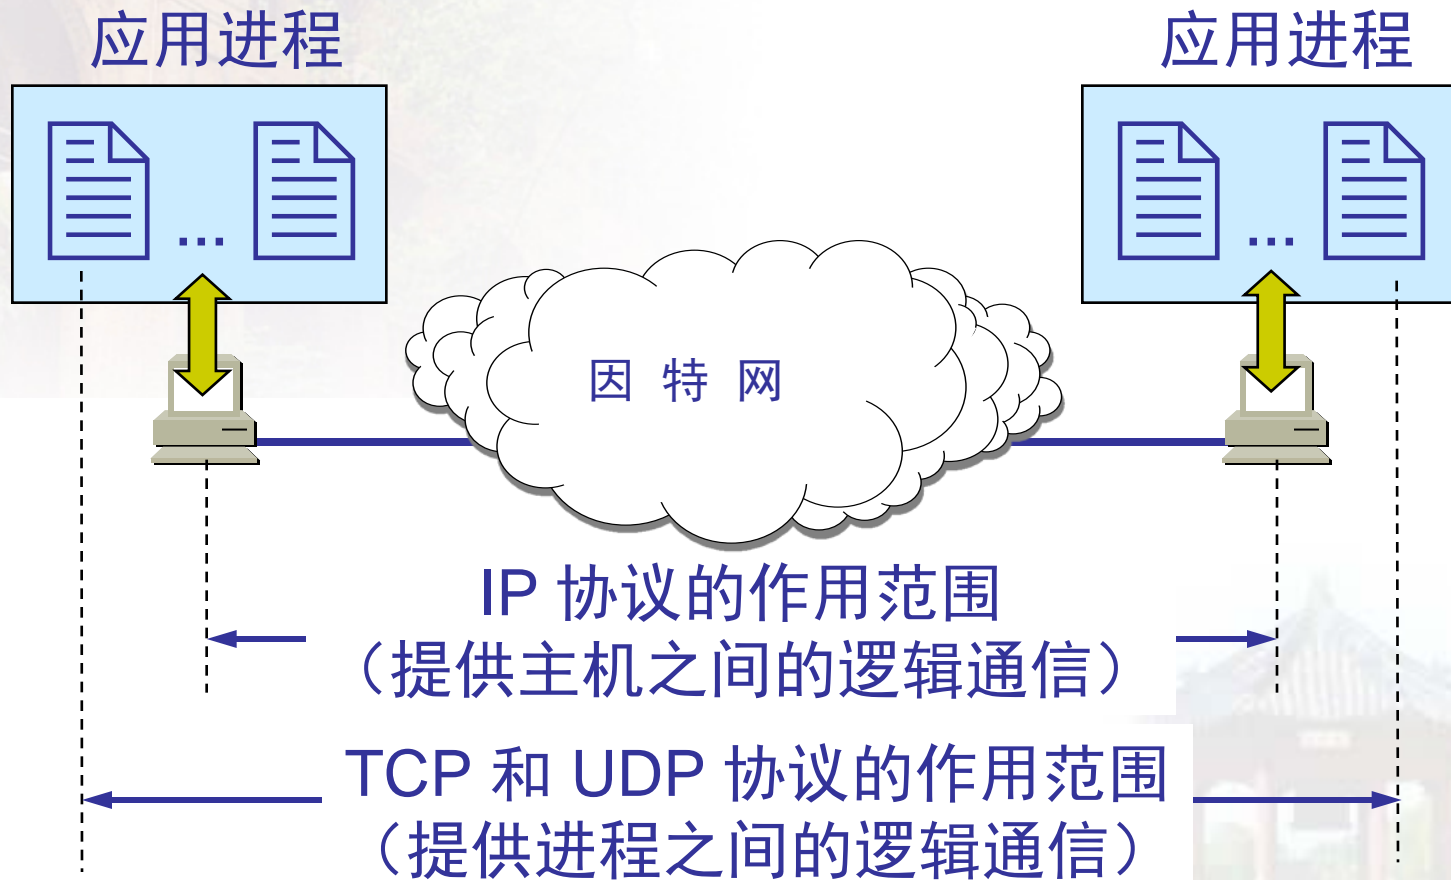 应用进程
应用进程
...
...
因 特 网
IP 协议的作用范围
（提供主机之间的逻辑通信）
TCP 和 UDP 协议的作用范围
（提供进程之间的逻辑通信）